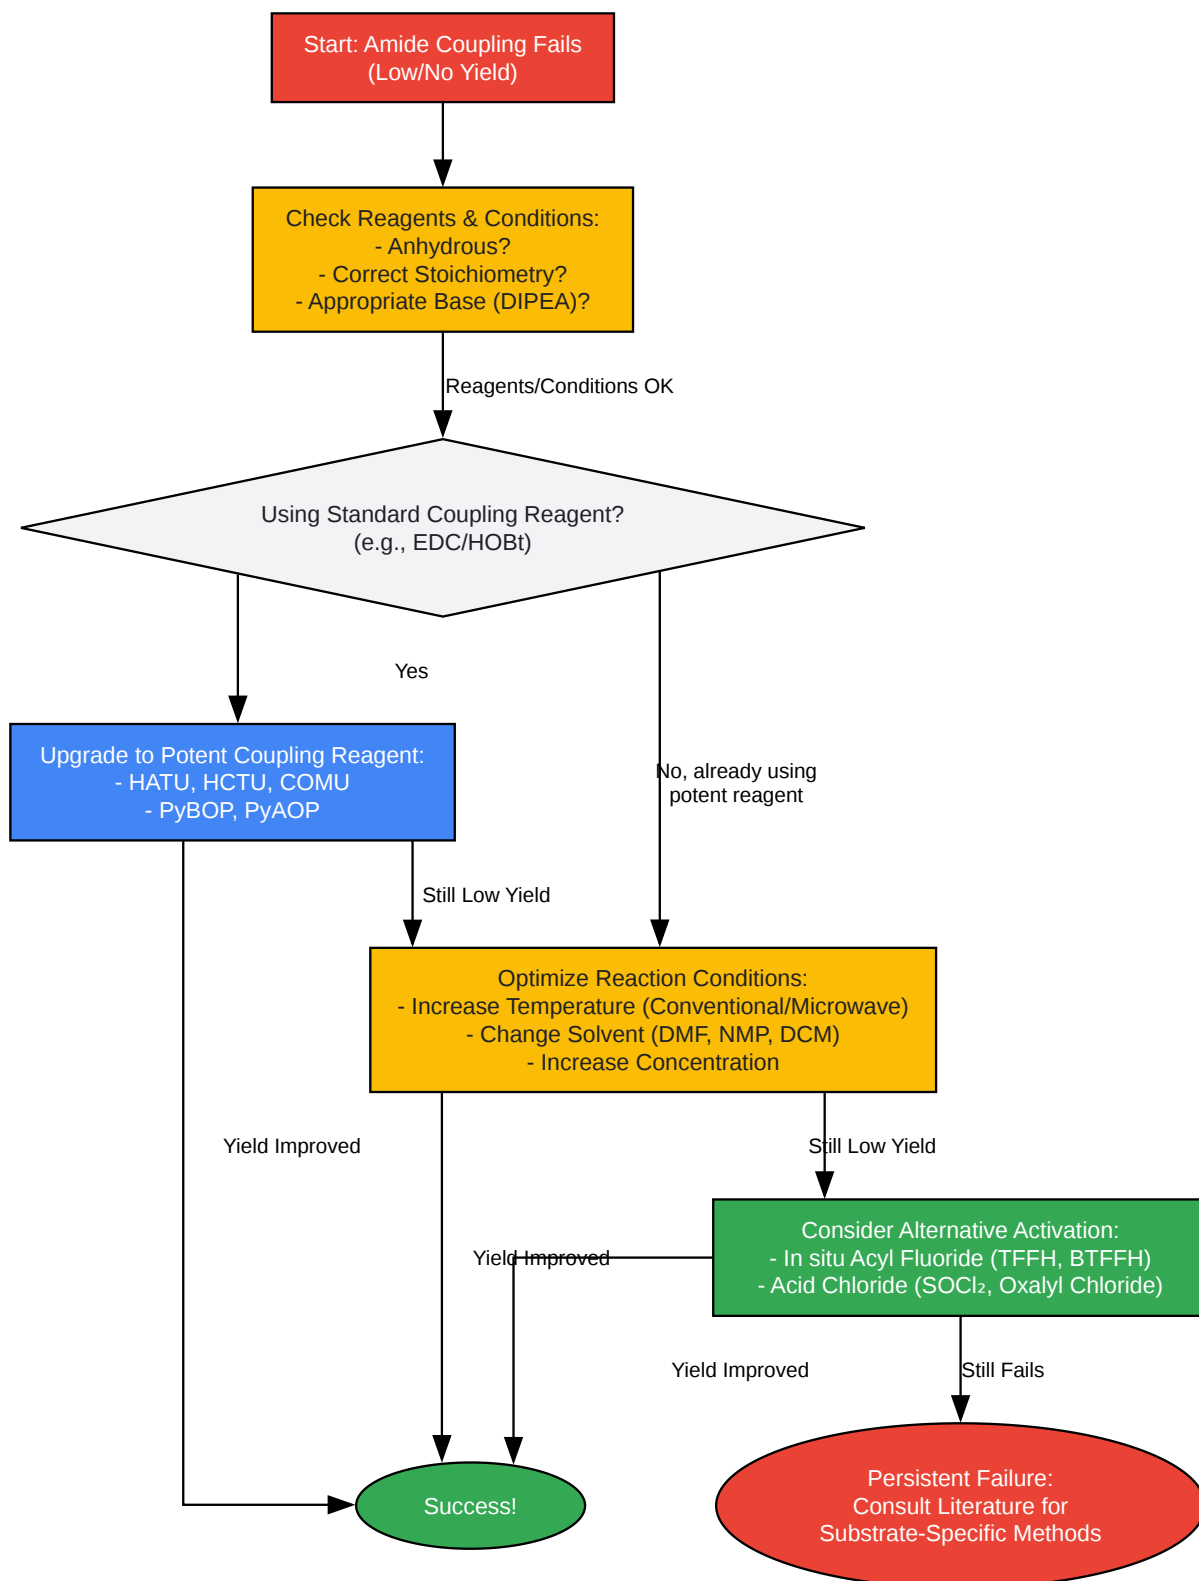 Start: Amide Coupling Fails
(Low/No Yield)
Check Reagents & Conditions:
- Anhydrous?
- Correct Stoichiometry?
- Appropriate Base (DIPEA)?
Reagents/Conditions OK
Using Standard Coupling Reagent?
(e.g., EDC/HOBt)
Yes
Upgrade to Potent Coupling Reagent:
- HATU, HCTU, COMU
- PyBOP, PyAOP
No, already using
potent reagent
Still Low Yield
Optimize Reaction Conditions:
- Increase Temperature (Conventional/Microwave)
- Change Solvent (DMF, NMP, DCM)
- Increase Concentration
Yield Improved
Still Low Yield
Consider Alternative Activation:
- In situ Acyl Fluoride (TFFH, BTFFH)
- Acid Chloride (SOCl₂, Oxalyl Chloride)
Yield Improved
Yield Improved
Still Fails
Success!
Persistent Failure:
Consult Literature for
Substrate-Specific Methods